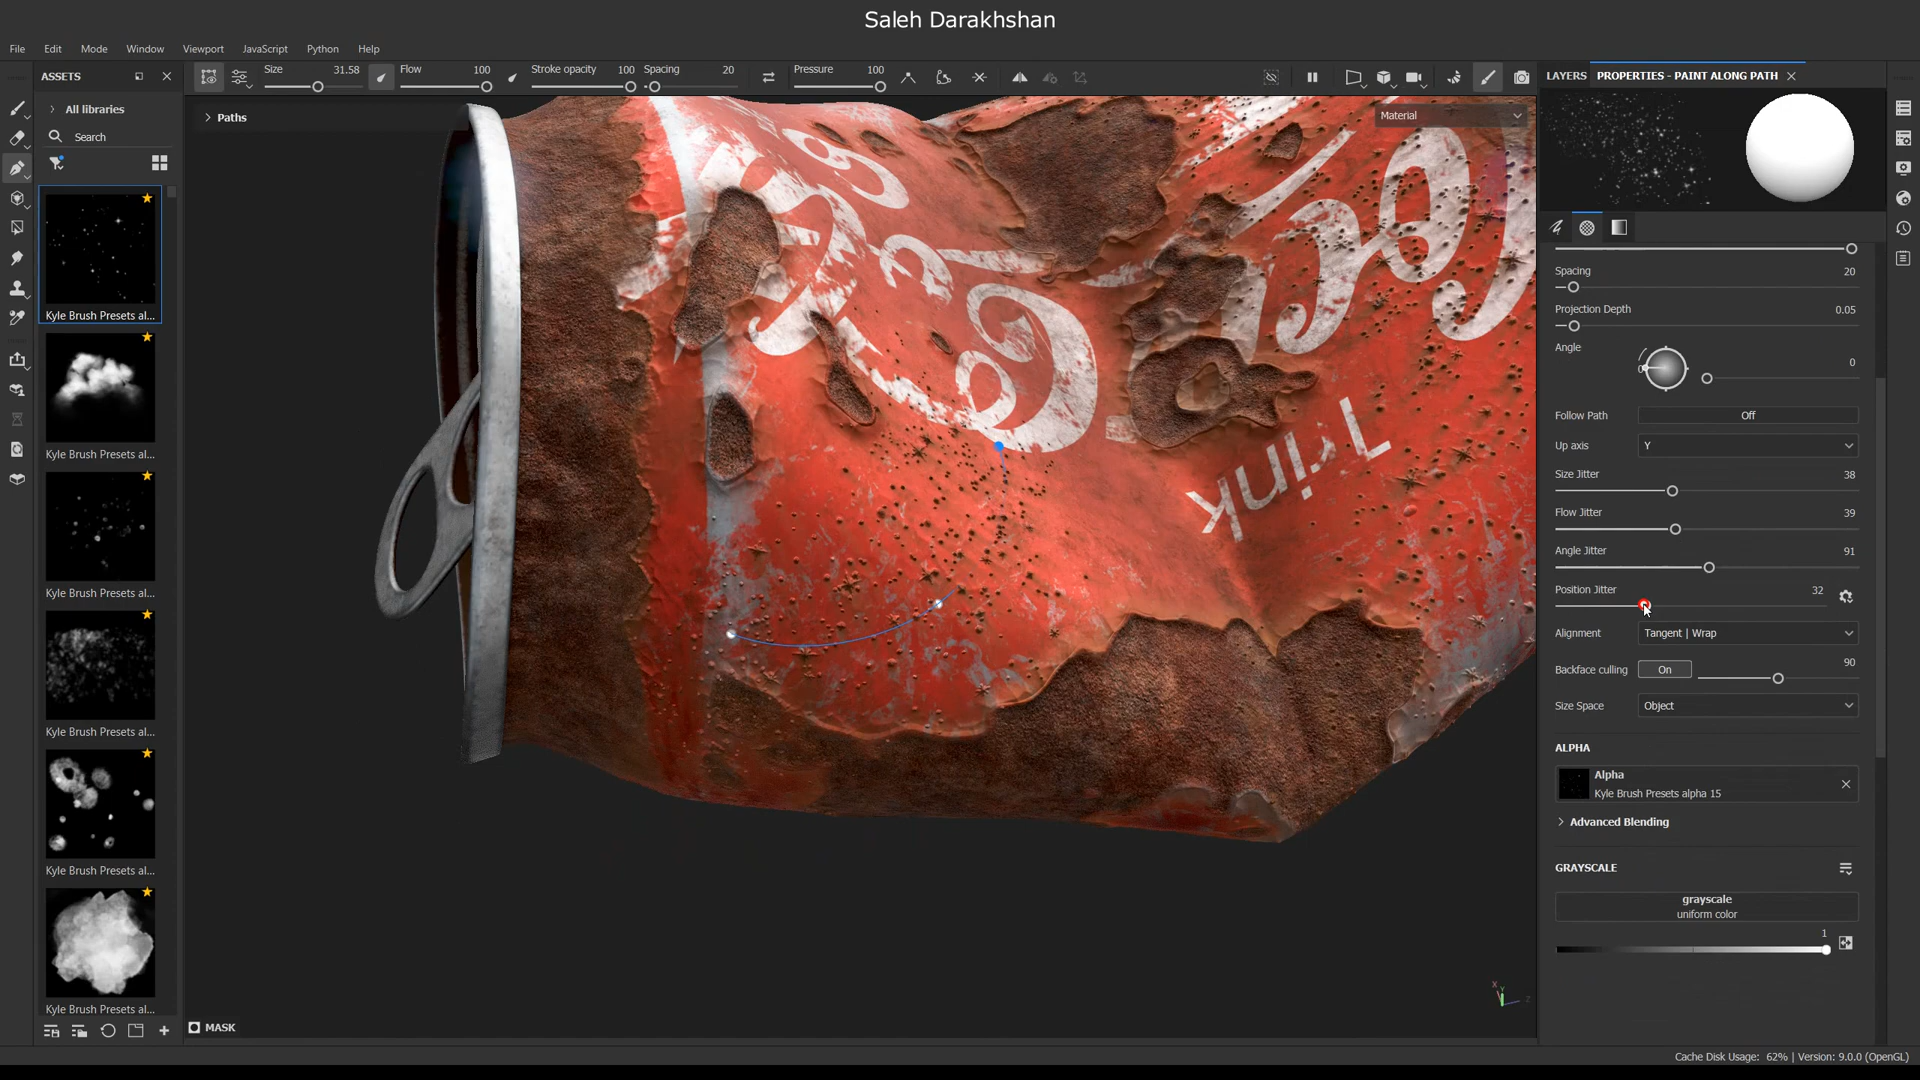 Saleh Darakhshan
File Edit Mode Window Viewport JavaScript Python Help
ASSETS
Size 31.58 Flow 100 Stroke opacity 100 Spacing 20 Pressure 100
LAYERS PROPERTIES - PAINT ALONG PATH
All libraries
Search
Paths
Material
Kyle Brush Presets al...
Kyle Brush Presets al...
Kyle Brush Presets al...
Kyle Brush Presets al...
Kyle Brush Presets al...
Kyle Brush Presets al...
Spacing 20
Projection Depth 0.05
Angle 0
Follow Path Off
Up axis Y
Size Jitter 38
Flow Jitter 39
Angle Jitter 91
Position Jitter 32
Alignment Tangent | Wrap
Backface culling On 90
Size Space Object
ALPHA
Alpha
Kyle Brush Presets alpha 15
Advanced Blending
GRAYSCALE
grayscale
uniform color
1
X Y Z
MASK
Cache Disk Usage: 62% | Version: 9.0.0 (OpenGL)